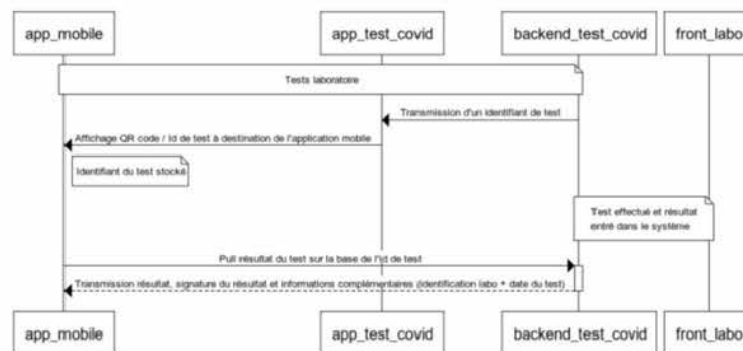 app_mobile app_test_covid backend_test_covid front_labo
Tests laboratoire
Transmission d'un identifiant de test
Affichage QR code / Id de test à destination de l'application mobile
Identifiant du test stocké
Test effectué et résultat
entré dans le système
Pull résultat du test sur la base de l'id de test
Transmission résultat, signature du résultat et informations complémentaires (identification labo + date du test)
app_mobile app_test_covid backend_test_covid front_labo